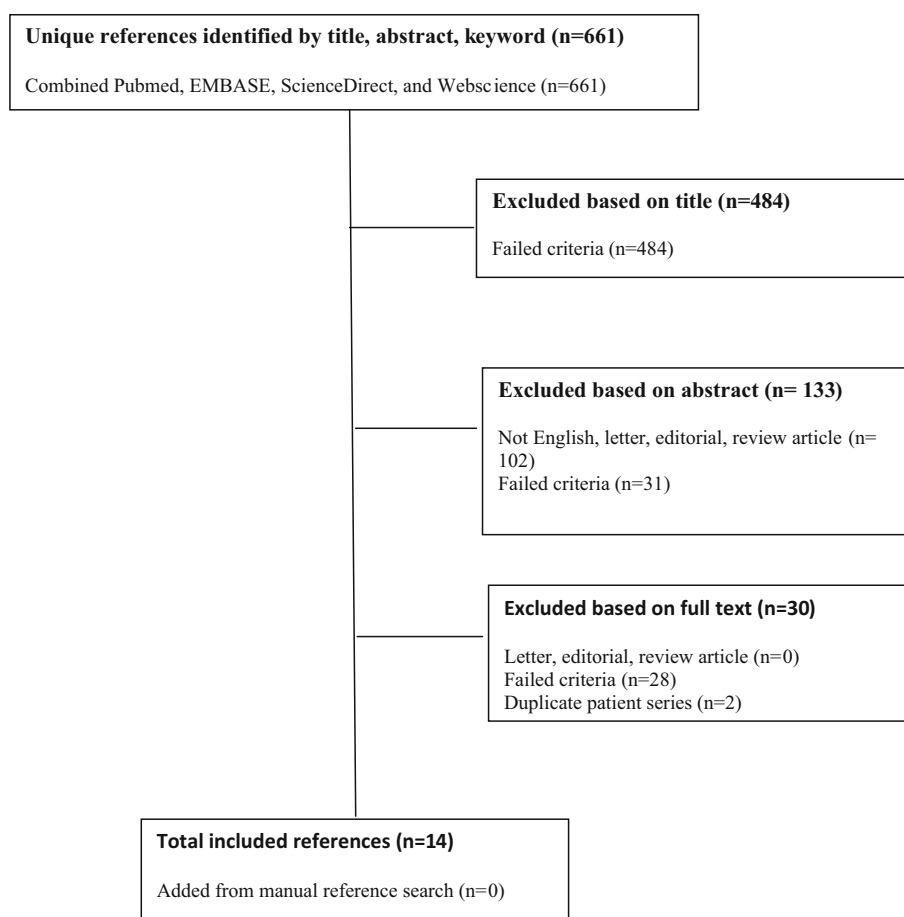 Unique references identified by title, abstract, keyword (n=661)
Combined Pubmed, EMBASE, ScienceDirect, and Webscience (n=661)
Excluded based on title (n=484)
Failed criteria (n=484)
Excluded based on abstract (n= 133)
Not English, letter, editorial, review article (n=
102)
Failed criteria (n=31)
Excluded based on full text (n=30)
Letter, editorial, review article (n=0)
Failed criteria (n=28)
Duplicate patient series (n=2)
Total included references (n=14)
Added from manual reference search (n=0)